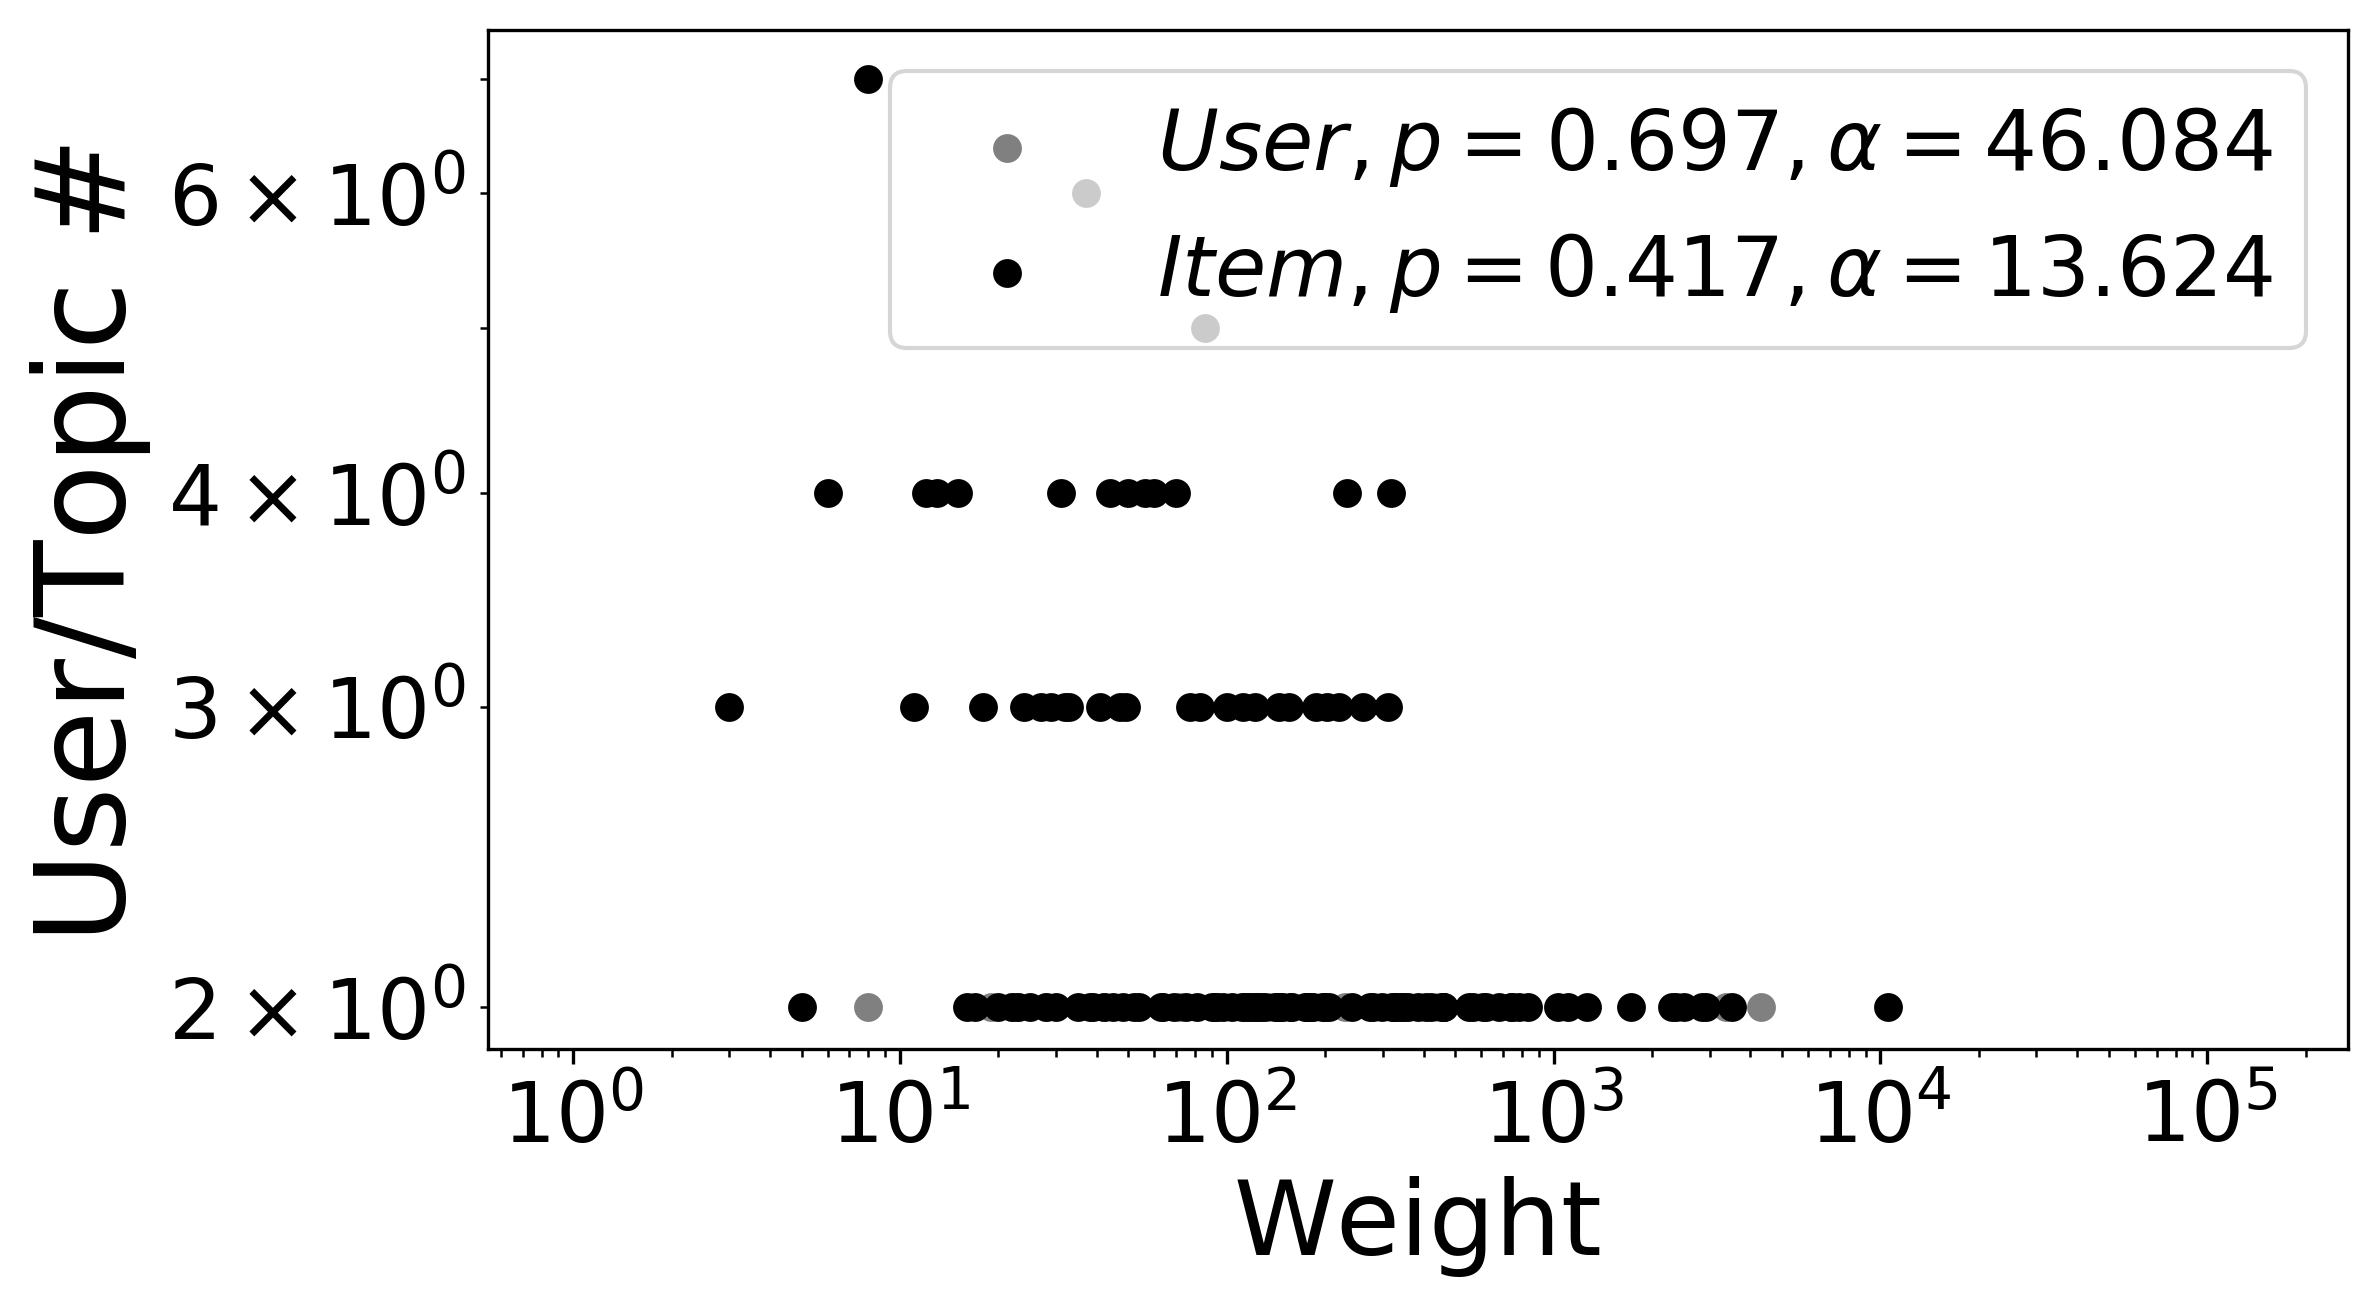 User/Topic #
6 × 10⁰
4 × 10⁰
3 × 10⁰
2 × 10⁰
User, p = 0.697, α = 46.084
Item, p = 0.417, α = 13.624
10⁰ 10¹ 10² 10³ 10⁴ 10⁵
Weight